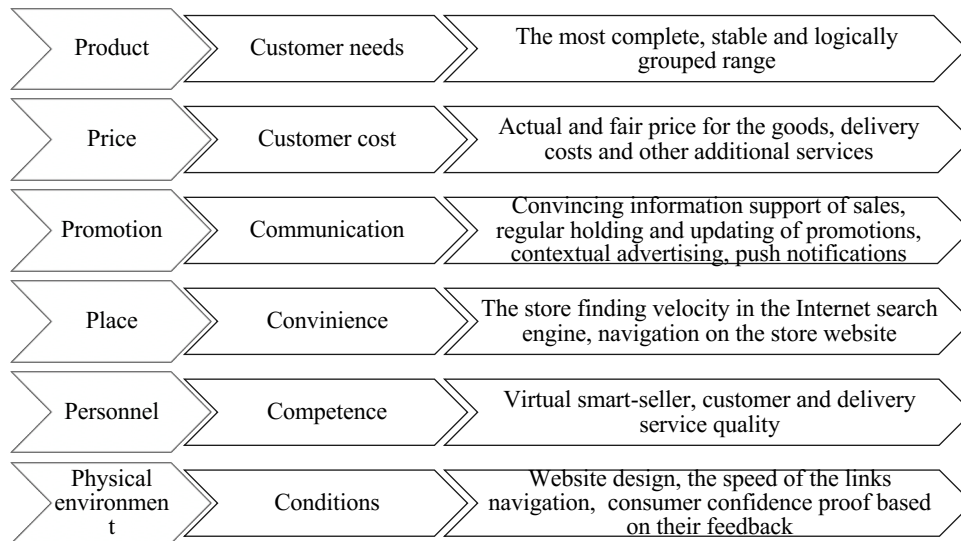 Product
Customer needs
The most complete, stable and logically
grouped range
Price
Customer cost
Actual and fair price for the goods, delivery
costs and other additional services
Promotion
Communication
Convincing information support of sales,
regular holding and updating of promotions,
contextual advertising, push notifications
Place
Convinience
The store finding velocity in the Internet search
engine, navigation on the store website
Personnel
Competence
Virtual smart-seller, customer and delivery
service quality
Physical
environmen
t
Conditions
Website design, the speed of the links
navigation, consumer confidence proof based
on their feedback